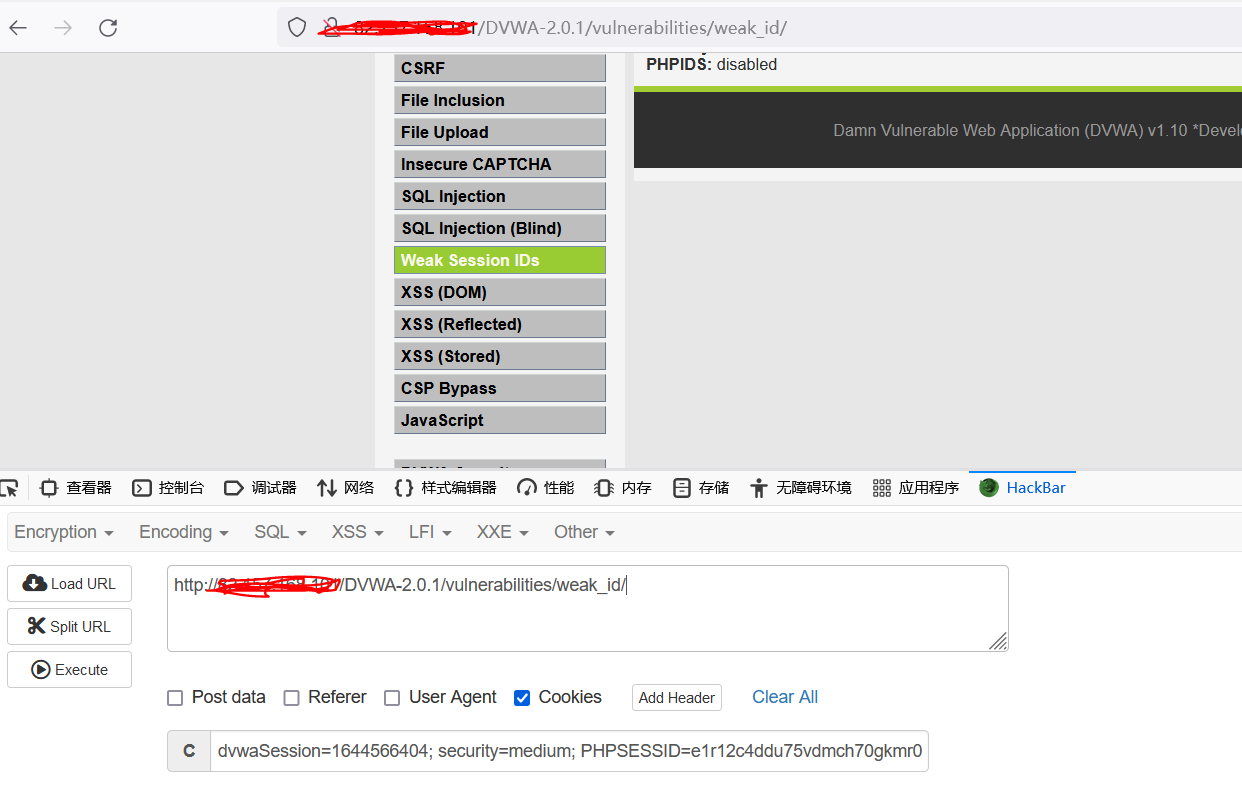 /DVWA-2.0.1/vulnerabilities/weak_id/
CSRF
PHPIDS: disabled
File Inclusion
File Upload
Damn Vulnerable Web Application (DVWA) v1.10 *Devel
Insecure CAPTCHA
SQL Injection
SQL Injection (Blind)
Weak Session IDs
XSS (DOM)
XSS (Reflected)
XSS (Stored)
CSP Bypass
JavaScript
查看器 控制台 调试器 网络 样式编辑器 性能 内存 存储 无障碍环境 应用程序 HackBar
Encryption Encoding SQL XSS LFI XXE Other
Load URL
http:// /DVWA-2.0.1/vulnerabilities/weak_id/
Split URL
Execute
Post data Referer User Agent Cookies Add Header Clear All
C dvwaSession=1644566404; security=medium; PHPSESSID=e1r12c4ddu75vdmch70gkmr0